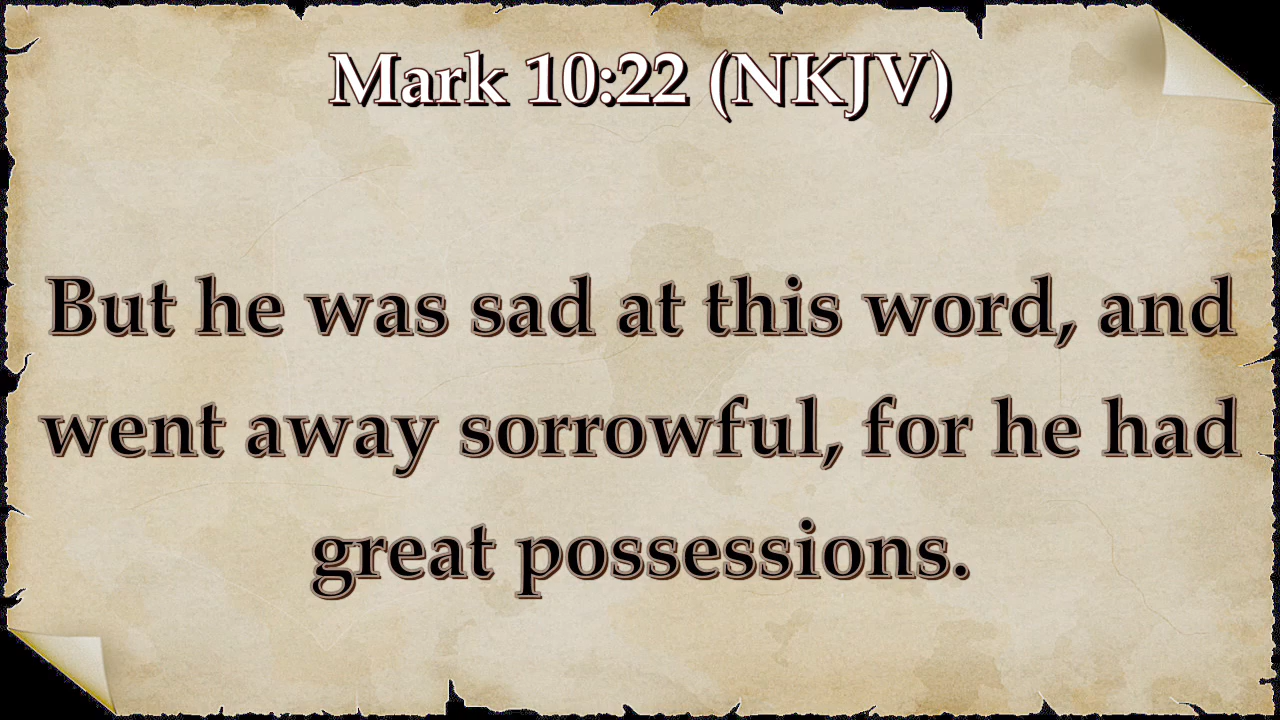 Mark 10:22 (NKJV)
But he was sad at this word, and
went away sorrowful, for he had
great possessions.